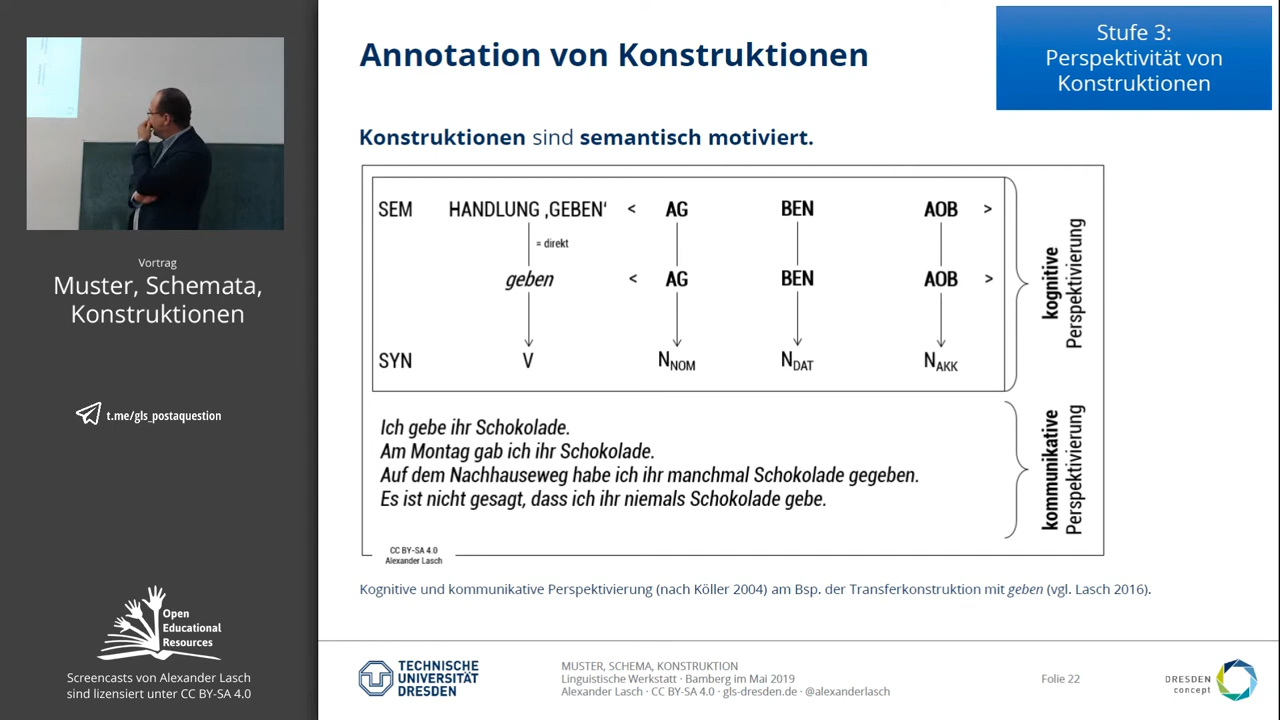 Vortrag
Muster, Schemata,
Konstruktionen
t.me/gls_postaquestion
Open
Educational
Resources
Screencasts von Alexander Lasch
sind lizensiert unter CC BY-SA 4.0
Annotation von Konstruktionen
Stufe 3:
Perspektivität von
Konstruktionen
Konstruktionen sind semantisch motiviert.
SEM HANDLUNG ‚GEBEN‘ < AG BEN AOB >
= direkt
geben < AG BEN AOB >
SYN V N_NOM N_DAT N_AKK
kognitive
Perspektivierung
Ich gebe ihr Schokolade.
Am Montag gab ich ihr Schokolade.
Auf dem Nachhauseweg habe ich ihr manchmal Schokolade gegeben.
Es ist nicht gesagt, dass ich ihr niemals Schokolade gebe.
kommunikative
Perspektivierung
CC BY-SA 4.0
Alexander Lasch
Kognitive und kommunikative Perspektivierung (nach Köller 2004) am Bsp. der Transferkonstruktion mit geben (vgl. Lasch 2016).
TECHNISCHE
UNIVERSITÄT
DRESDEN
MUSTER, SCHEMA, KONSTRUKTION
Linguistische Werkstatt · Bamberg im Mai 2019
Alexander Lasch · CC BY-SA 4.0 · gls-dresden.de · @alexanderlasch
Folie 22
DRESDEN
concept